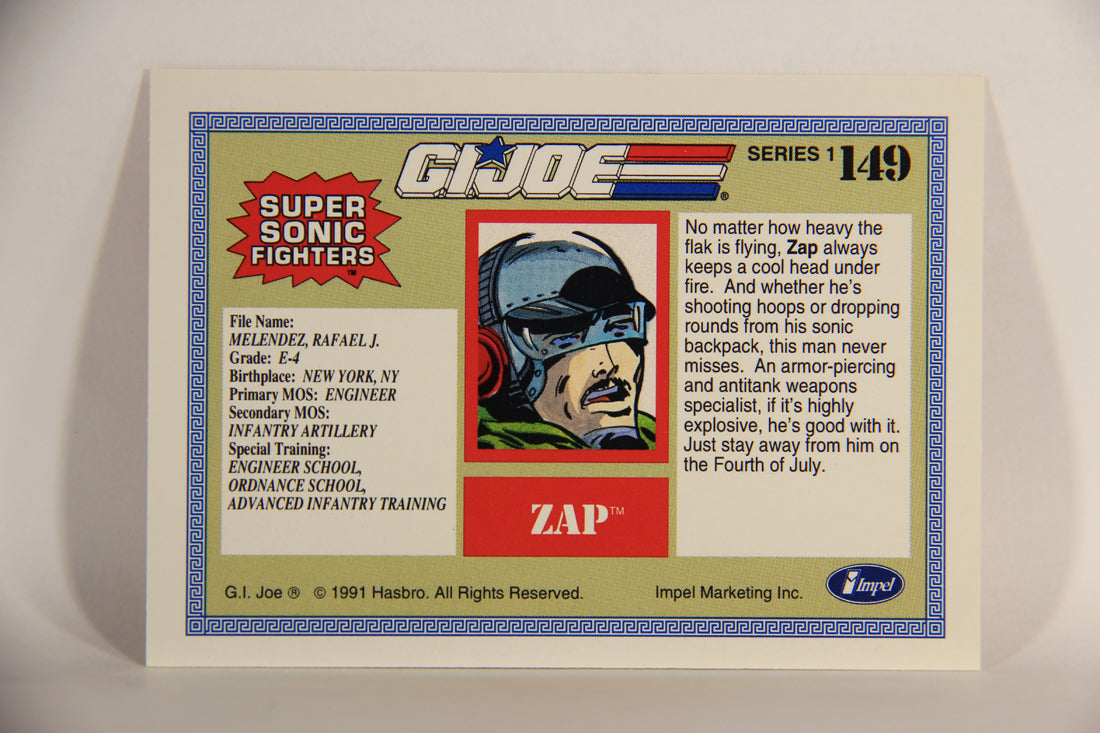 G.I. JOE ®
SERIES 1 149
SUPER
SONIC
FIGHTERS
TM
File Name:
MELENDEZ, RAFAEL J.
Grade: E-4
Birthplace: NEW YORK, NY
Primary MOS: ENGINEER
Secondary MOS:
INFANTRY ARTILLERY
Special Training:
ENGINEER SCHOOL,
ORDNANCE SCHOOL,
ADVANCED INFANTRY TRAINING
ZAP™
No matter how heavy the
flak is flying, Zap always
keeps a cool head under
fire. And whether he's
shooting hoops or dropping
rounds from his sonic
backpack, this man never
misses. An armor-piercing
and antitank weapons
specialist, if it's highly
explosive, he's good with it.
Just stay away from him on
the Fourth of July.
G.I. Joe ® © 1991 Hasbro. All Rights Reserved.
Impel Marketing Inc.
Impel